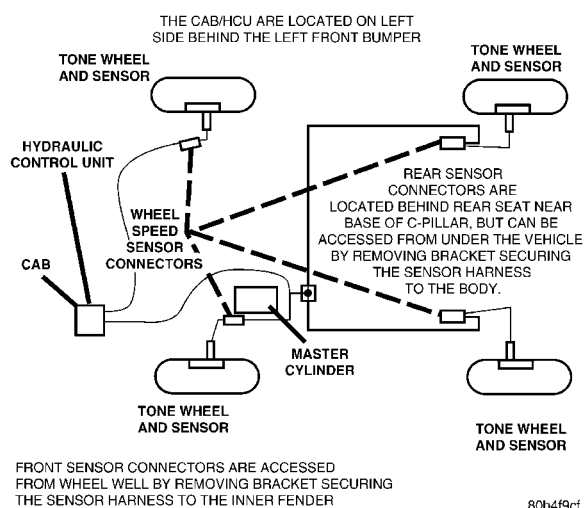 THE CAB/HCU ARE LOCATED ON LEFT
SIDE BEHIND THE LEFT FRONT BUMPER
TONE WHEEL
AND SENSOR
TONE WHEEL
AND SENSOR
HYDRAULIC
CONTROL UNIT
WHEEL
SPEED
SENSOR
CONNECTORS
REAR SENSOR
CONNECTORS ARE
LOCATED BEHIND REAR SEAT NEAR
BASE OF C-PILLAR, BUT CAN BE
ACCESSED FROM UNDER THE VEHICLE
BY REMOVING BRACKET SECURING
THE SENSOR HARNESS
TO THE BODY.
CAB
MASTER
CYLINDER
TONE WHEEL
AND SENSOR
TONE WHEEL
AND SENSOR
FRONT SENSOR CONNECTORS ARE ACCESSED
FROM WHEEL WELL BY REMOVING BRACKET SECURING
THE SENSOR HARNESS TO THE INNER FENDER
80b4f9cf